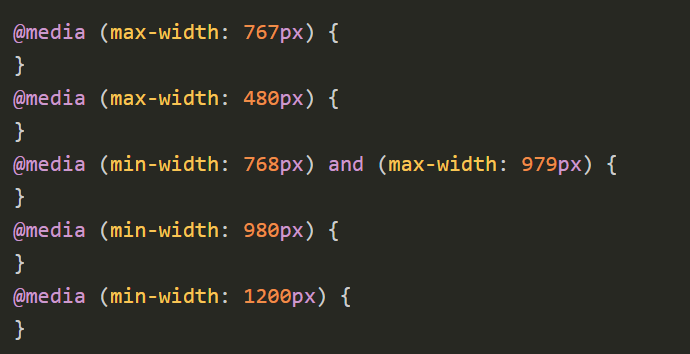 @media (max-width: 767px) {
}
@media (max-width: 480px) {
}
@media (min-width: 768px) and (max-width: 979px) {
}
@media (min-width: 980px) {
}
@media (min-width: 1200px) {
}